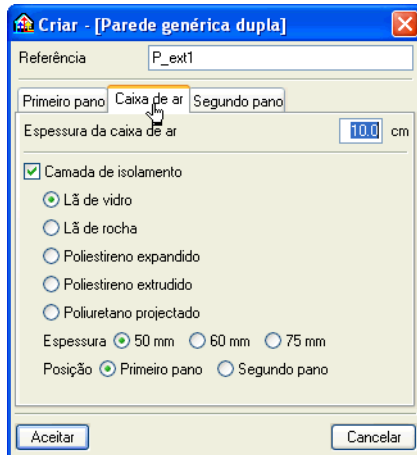 Criar - [Parede genérica dupla]
Referência P_ext1
Primeiro pano Caixa de ar Segundo pano
Espessura da caixa de ar 10.0 cm
Camada de isolamento
Lã de vidro
Lã de rocha
Poliestireno expandido
Poliestireno extrudido
Poliuretano projectado
Espessura 50 mm 60 mm 75 mm
Posição Primeiro pano Segundo pano
Aceitar Cancelar